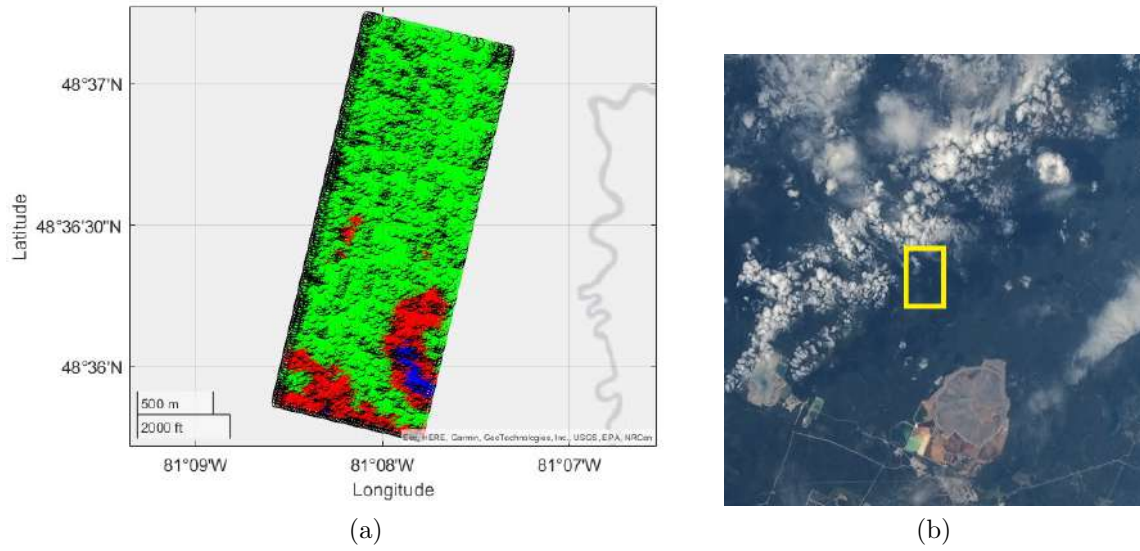 48°37'N
48°36'30"N
48°36'N
Latitude
500 m
2000 ft
Esri, HERE, Garmin, GeoTechnologies, Inc., USGS, EPA, NRCan
81°09'W
81°08'W
81°07'W
Longitude
(a)
(b)